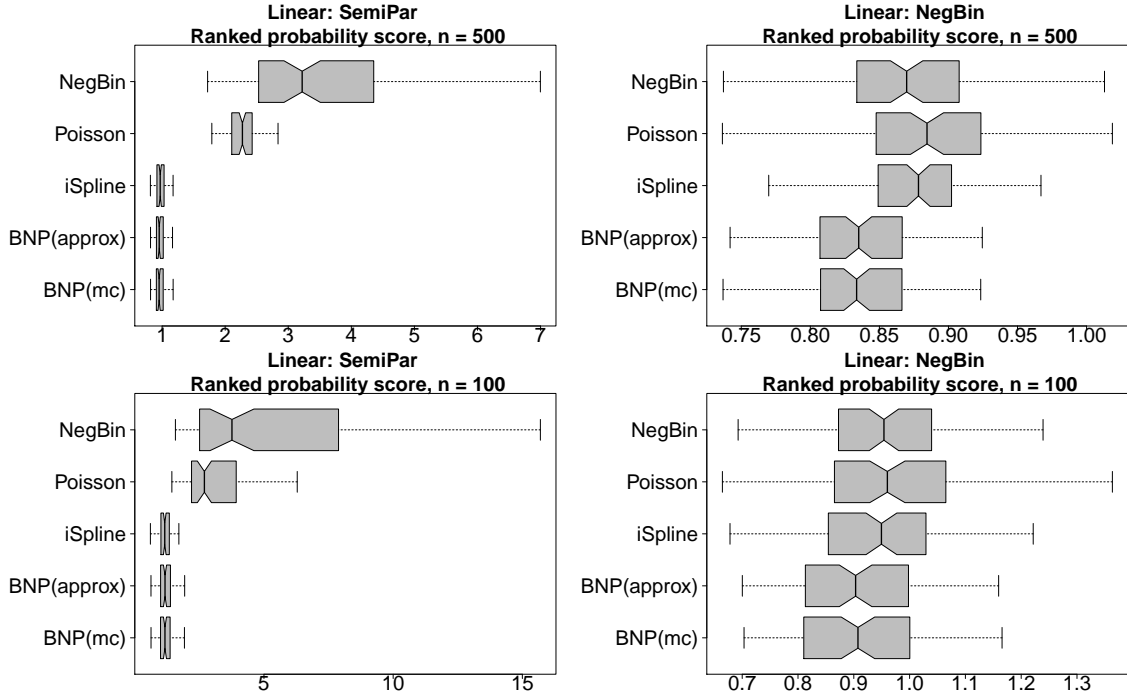 Linear: SemiPar
Ranked probability score, n = 500
NegBin
Poisson
iSpline
BNP(approx)
BNP(mc)
1 2 3 4 5 6 7
Linear: NegBin
Ranked probability score, n = 500
NegBin
Poisson
iSpline
BNP(approx)
BNP(mc)
0.75 0.80 0.85 0.90 0.95 1.00
Linear: SemiPar
Ranked probability score, n = 100
NegBin
Poisson
iSpline
BNP(approx)
BNP(mc)
5 10 15
Linear: NegBin
Ranked probability score, n = 100
NegBin
Poisson
iSpline
BNP(approx)
BNP(mc)
0.7 0.8 0.9 1.0 1.1 1.2 1.3